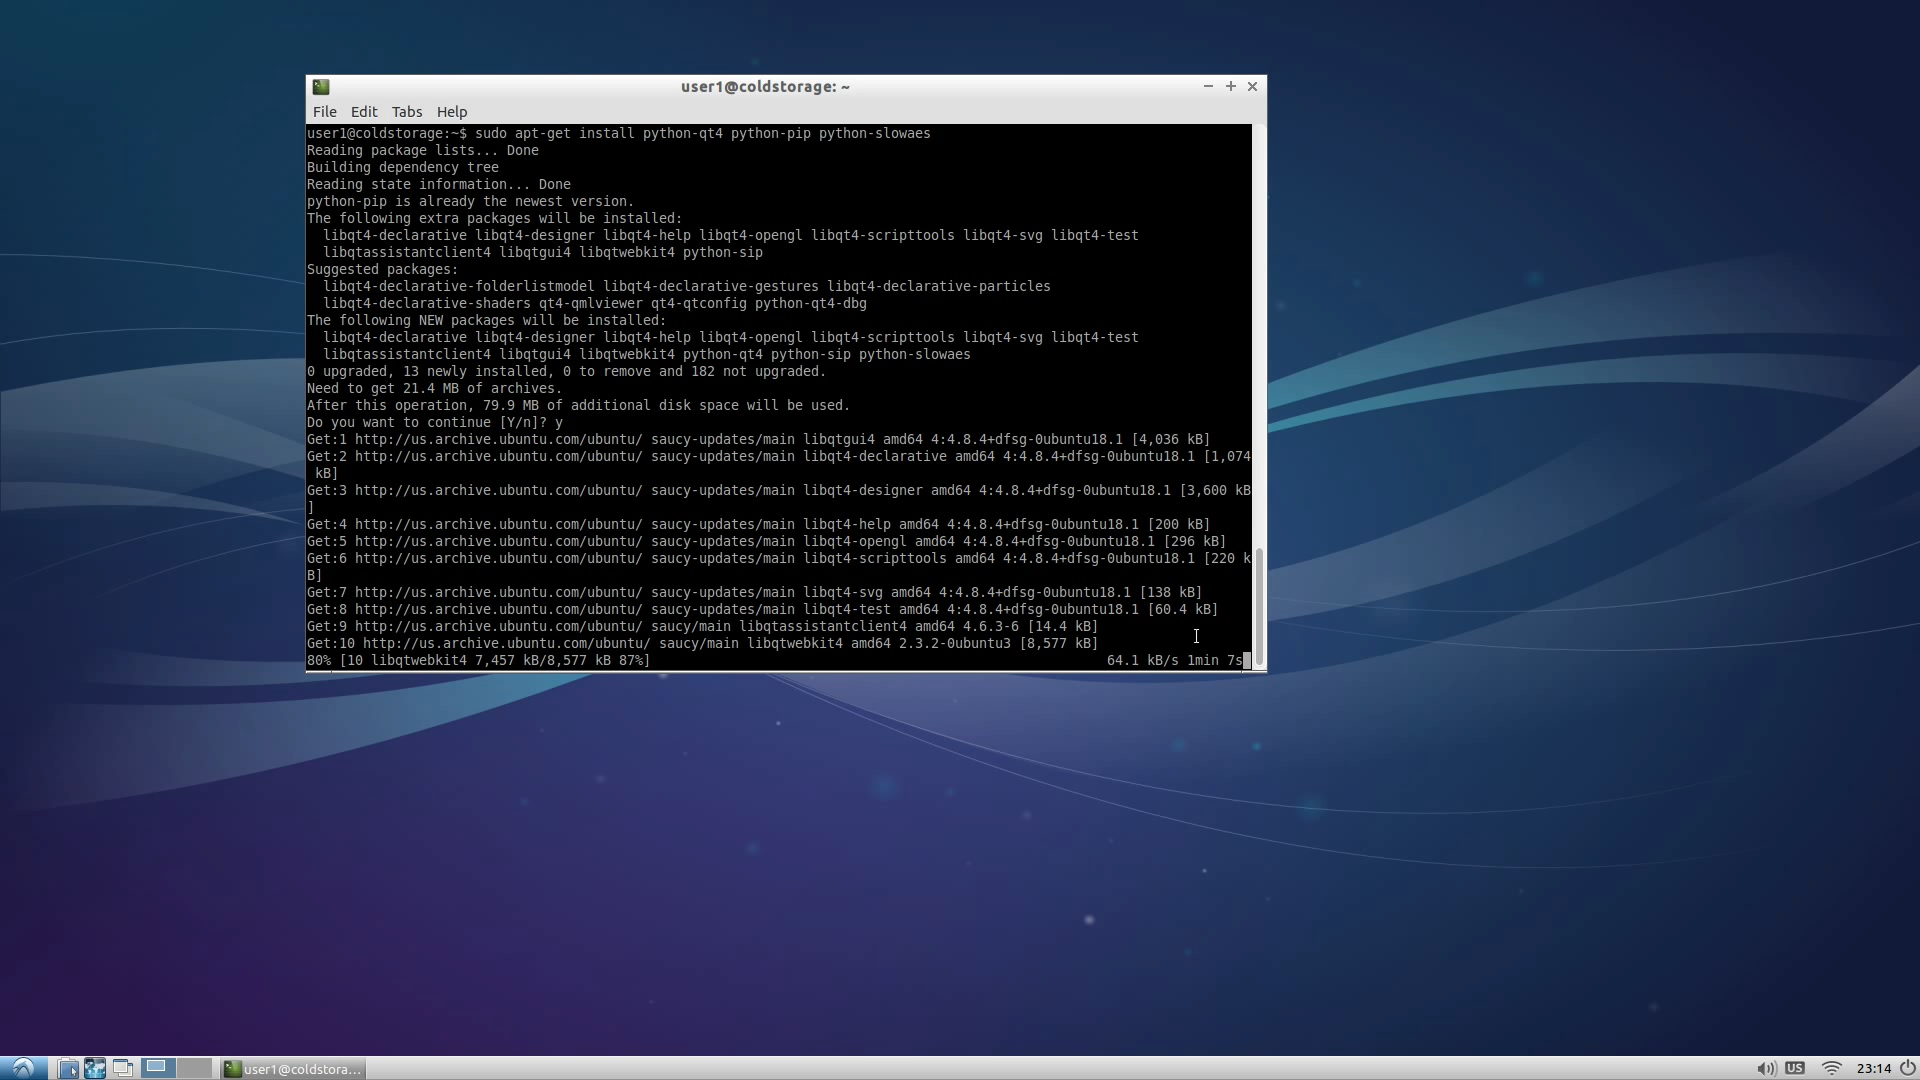 user1@coldstorage: ~
File Edit Tabs Help
user1@coldstorage:~$ sudo apt-get install python-qt4 python-pip python-slowaes
Reading package lists... Done
Building dependency tree
Reading state information... Done
python-pip is already the newest version.
The following extra packages will be installed:
  libqt4-declarative libqt4-designer libqt4-help libqt4-opengl libqt4-scripttools libqt4-svg libqt4-test
  libqtassistantclient4 libqtgui4 libqtwebkit4 python-sip
Suggested packages:
  libqt4-declarative-folderlistmodel libqt4-declarative-gestures libqt4-declarative-particles
  libqt4-declarative-shaders qt4-qmlviewer qt4-qtconfig python-qt4-dbg
The following NEW packages will be installed:
  libqt4-declarative libqt4-designer libqt4-help libqt4-opengl libqt4-scripttools libqt4-svg libqt4-test
  libqtassistantclient4 libqtgui4 libqtwebkit4 python-qt4 python-sip python-slowaes
0 upgraded, 13 newly installed, 0 to remove and 182 not upgraded.
Need to get 21.4 MB of archives.
After this operation, 79.9 MB of additional disk space will be used.
Do you want to continue [Y/n]? y
Get:1 http://us.archive.ubuntu.com/ubuntu/ saucy-updates/main libqtgui4 amd64 4:4.8.4+dfsg-0ubuntu18.1 [4,036 kB]
Get:2 http://us.archive.ubuntu.com/ubuntu/ saucy-updates/main libqt4-declarative amd64 4:4.8.4+dfsg-0ubuntu18.1 [1,074
 kB]
Get:3 http://us.archive.ubuntu.com/ubuntu/ saucy-updates/main libqt4-designer amd64 4:4.8.4+dfsg-0ubuntu18.1 [3,600 kB
]
Get:4 http://us.archive.ubuntu.com/ubuntu/ saucy-updates/main libqt4-help amd64 4:4.8.4+dfsg-0ubuntu18.1 [200 kB]
Get:5 http://us.archive.ubuntu.com/ubuntu/ saucy-updates/main libqt4-opengl amd64 4:4.8.4+dfsg-0ubuntu18.1 [296 kB]
Get:6 http://us.archive.ubuntu.com/ubuntu/ saucy-updates/main libqt4-scripttools amd64 4:4.8.4+dfsg-0ubuntu18.1 [220 k
B]
Get:7 http://us.archive.ubuntu.com/ubuntu/ saucy-updates/main libqt4-svg amd64 4:4.8.4+dfsg-0ubuntu18.1 [138 kB]
Get:8 http://us.archive.ubuntu.com/ubuntu/ saucy-updates/main libqt4-test amd64 4:4.8.4+dfsg-0ubuntu18.1 [60.4 kB]
Get:9 http://us.archive.ubuntu.com/ubuntu/ saucy/main libqtassistantclient4 amd64 4.6.3-6 [14.4 kB]
Get:10 http://us.archive.ubuntu.com/ubuntu/ saucy/main libqtwebkit4 amd64 2.3.2-0ubuntu3 [8,577 kB]
80% [10 libqtwebkit4 7,457 kB/8,577 kB 87%] 64.1 kB/s 1min 7s
user1@coldstora... US 23:14